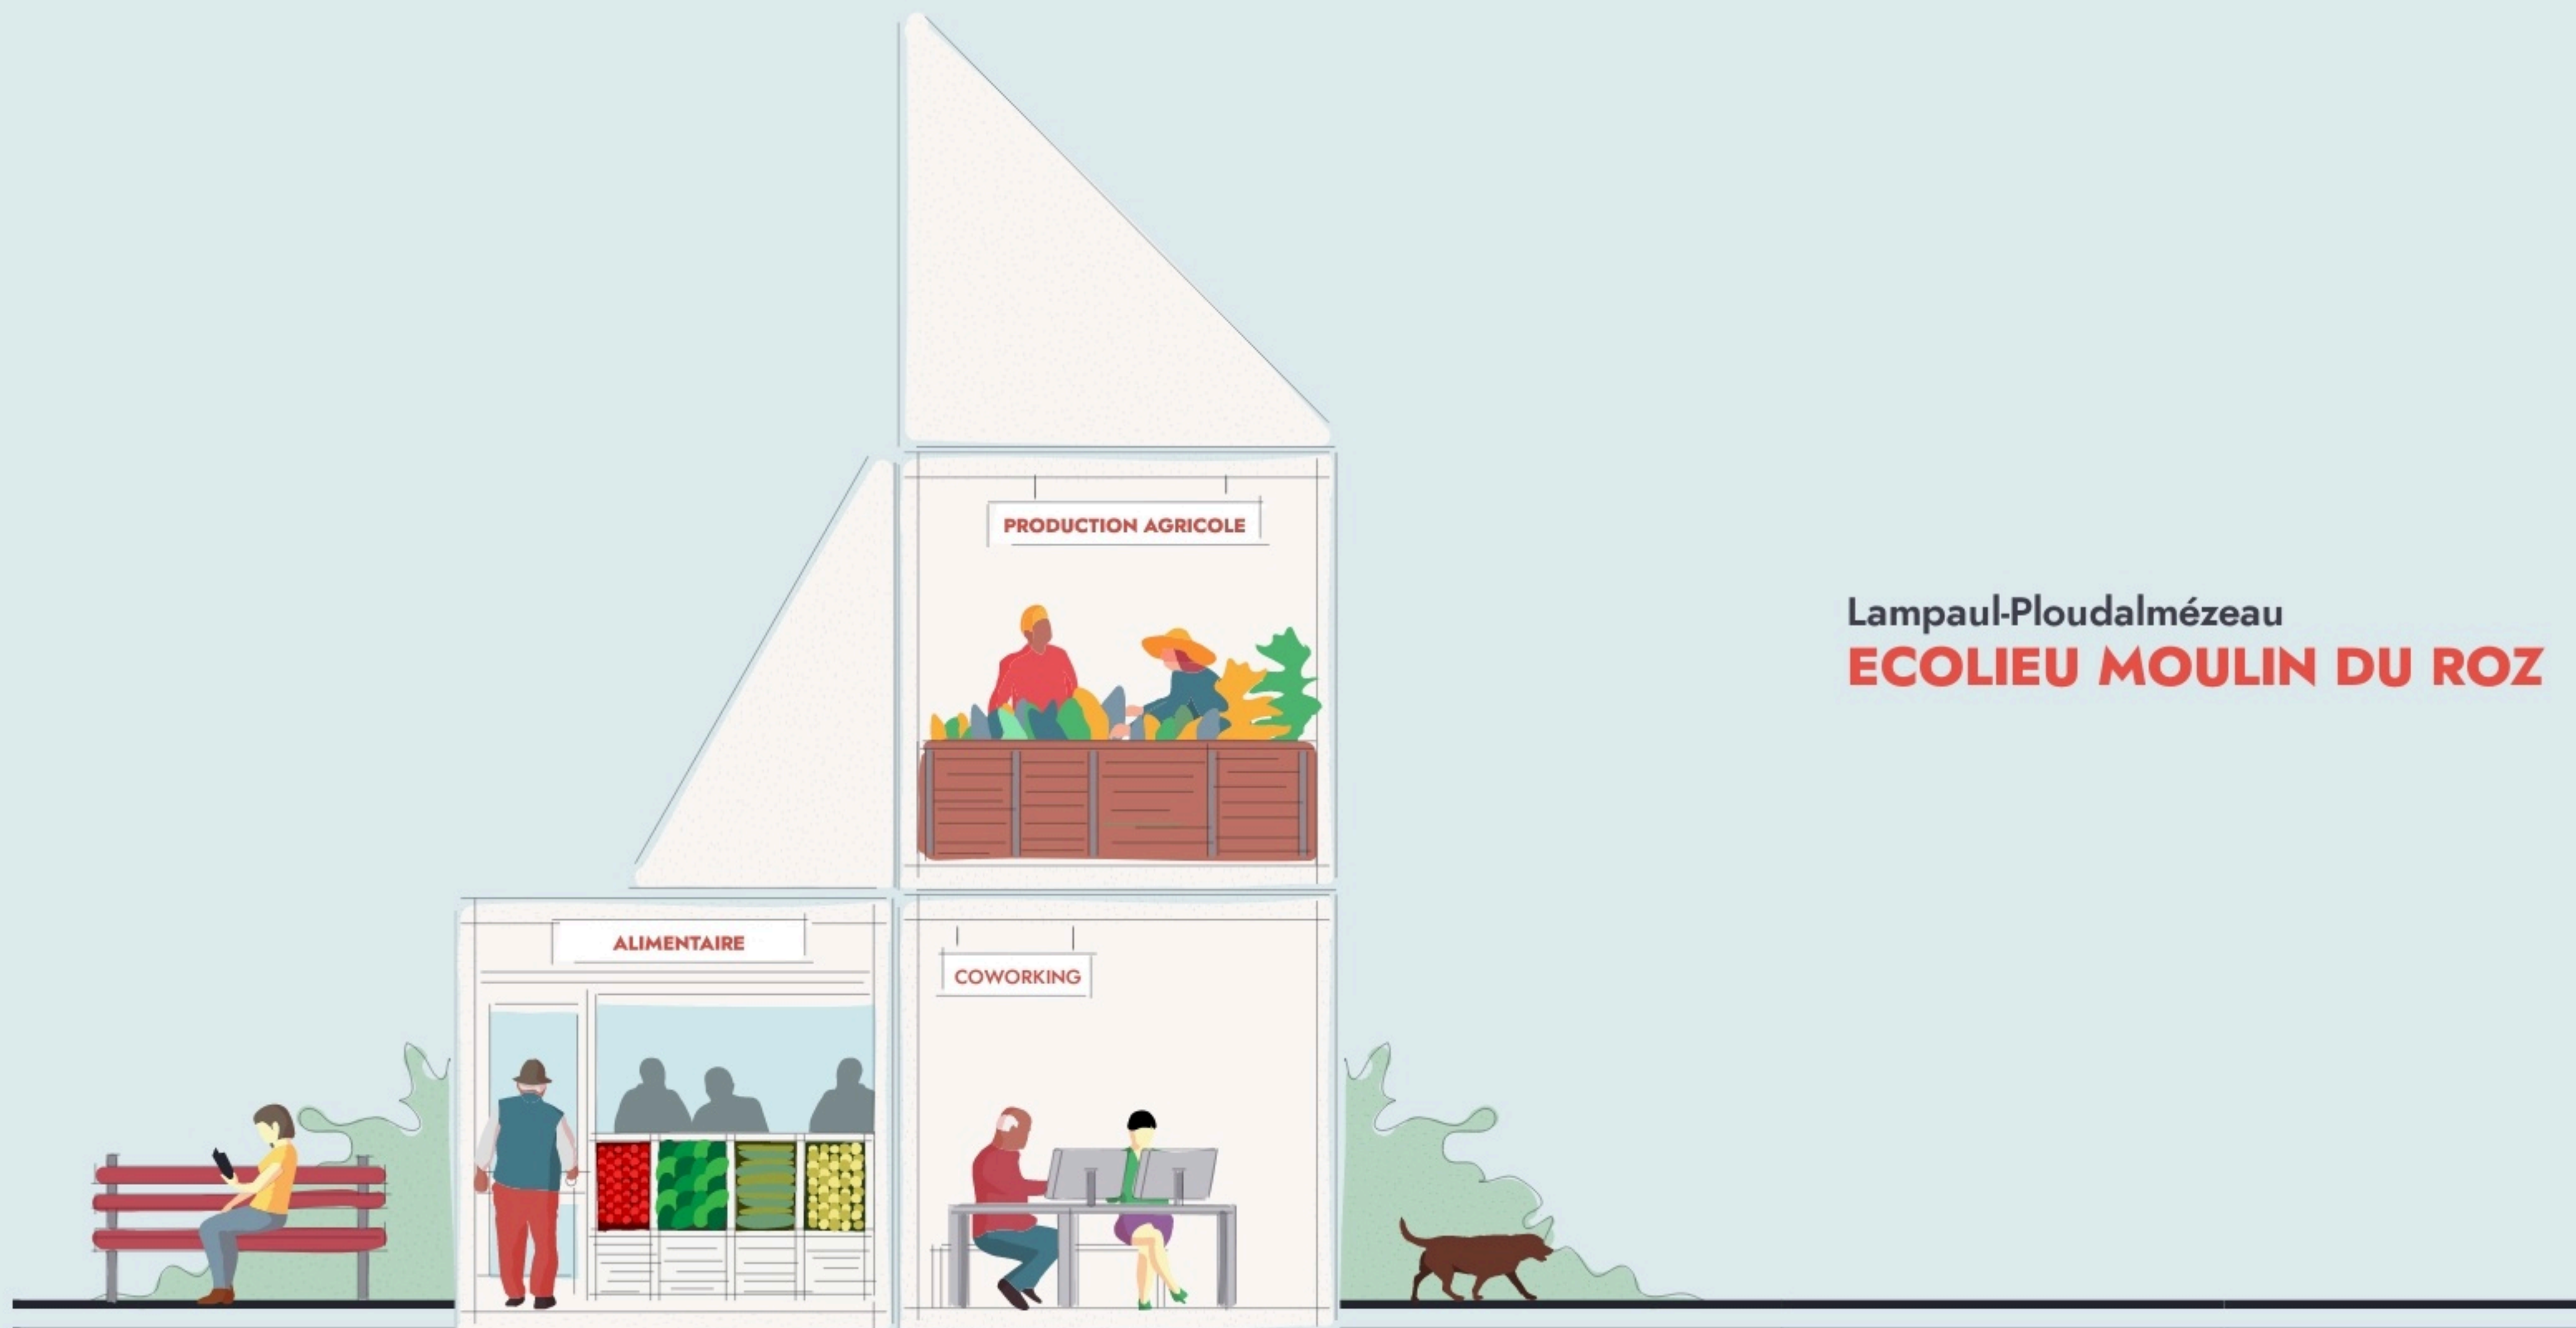 PRODUCTION AGRICOLE
Lampaul-Ploudalmézeau
ECOLIEU MOULIN DU ROZ
ALIMENTAIRE
COWORKING